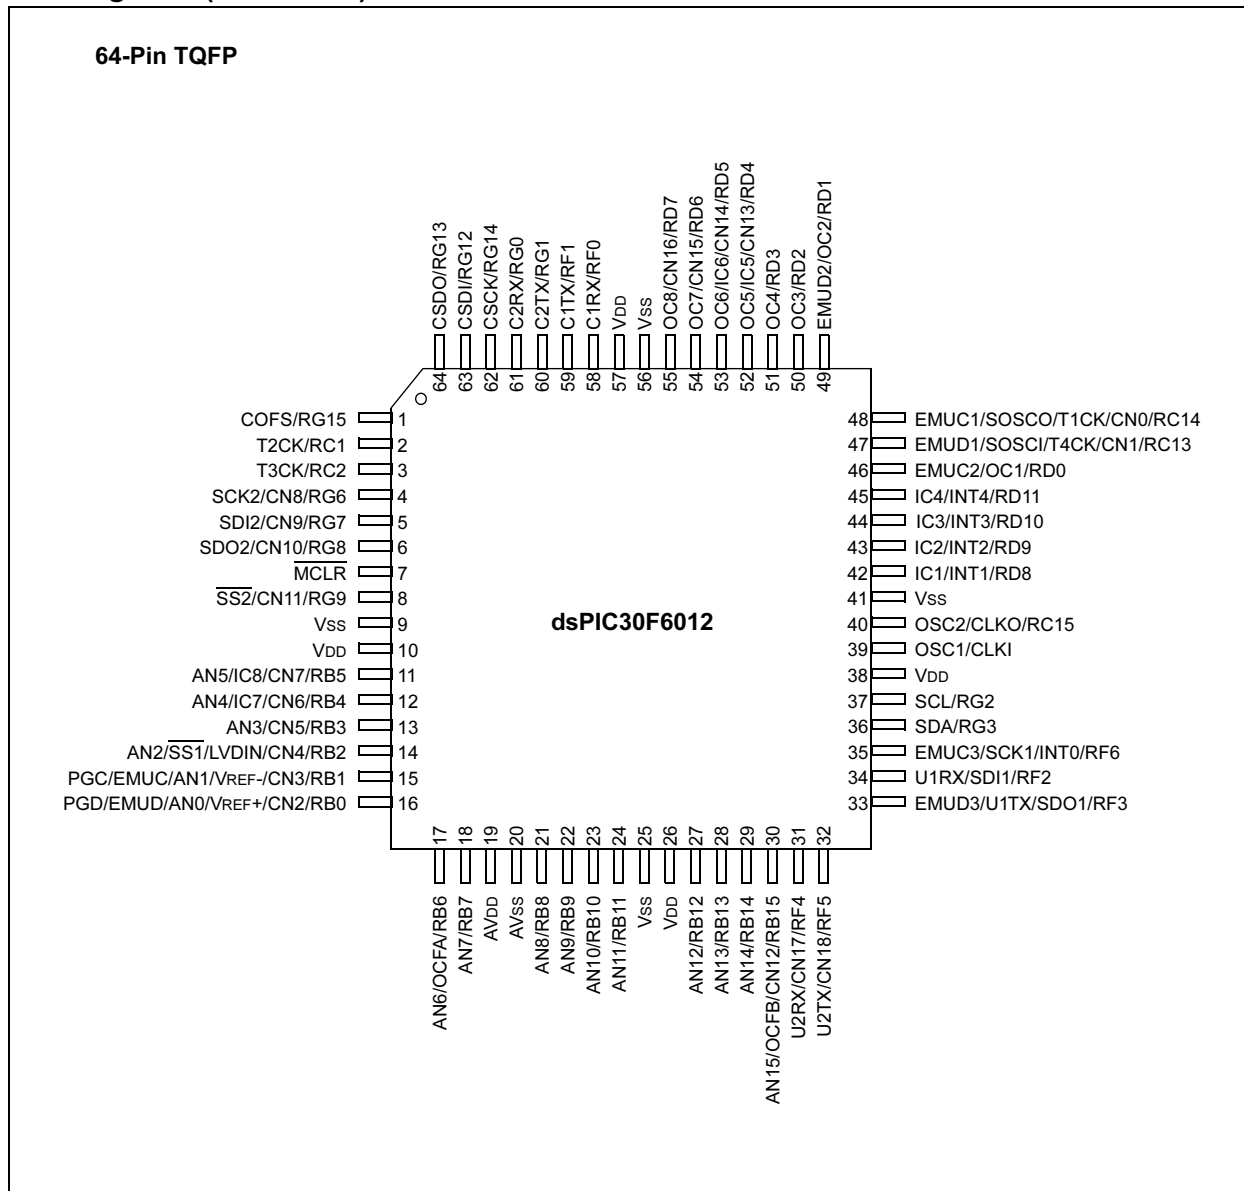 64-Pin TQFP
CSDO/RG13
CSDI/RG12
CSCK/RG14
C2RX/RG0
C2TX/RG1
C1TX/RF1
C1RX/RF0
VDD
VSS
OC8/CN16/RD7
OC7/CN15/RD6
OC6/IC6/CN14/RD5
OC5/IC5/CN13/RD4
OC4/RD3
OC3/RD2
EMUD2/OC2/RD1
64
63
62
61
60
59
58
57
56
55
54
53
52
51
50
49
COFS/RG15 1
T2CK/RC1 2
T3CK/RC2 3
SCK2/CN8/RG6 4
SDI2/CN9/RG7 5
SDO2/CN10/RG8 6
MCLR 7
SS2/CN11/RG9 8
VSS 9
VDD 10
AN5/IC8/CN7/RB5 11
AN4/IC7/CN6/RB4 12
AN3/CN5/RB3 13
AN2/SS1/LVDIN/CN4/RB2 14
PGC/EMUC/AN1/VREF-/CN3/RB1 15
PGD/EMUD/AN0/VREF+/CN2/RB0 16
dsPIC30F6012
48 EMUC1/SOSCO/T1CK/CN0/RC14
47 EMUD1/SOSCI/T4CK/CN1/RC13
46 EMUC2/OC1/RD0
45 IC4/INT4/RD11
44 IC3/INT3/RD10
43 IC2/INT2/RD9
42 IC1/INT1/RD8
41 VSS
40 OSC2/CLKO/RC15
39 OSC1/CLKI
38 VDD
37 SCL/RG2
36 SDA/RG3
35 EMUC3/SCK1/INT0/RF6
34 U1RX/SDI1/RF2
33 EMUD3/U1TX/SDO1/RF3
17
18
19
20
21
22
23
24
25
26
27
28
29
30
31
32
AN6/OCFA/RB6
AN7/RB7
AVDD
AVSS
AN8/RB8
AN9/RB9
AN10/RB10
AN11/RB11
VSS
VDD
AN12/RB12
AN13/RB13
AN14/RB14
AN15/OCFB/CN12/RB15
U2RX/CN17/RF4
U2TX/CN18/RF5